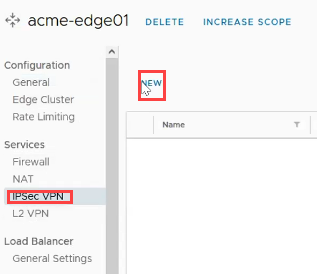 acme-edge01 DELETE INCREASE SCOPE
Configuration
General
Edge Cluster
Rate Limiting
Services
Firewall
NAT
IPSec VPN
L2 VPN
Load Balancer
General Settings
NEW
Name